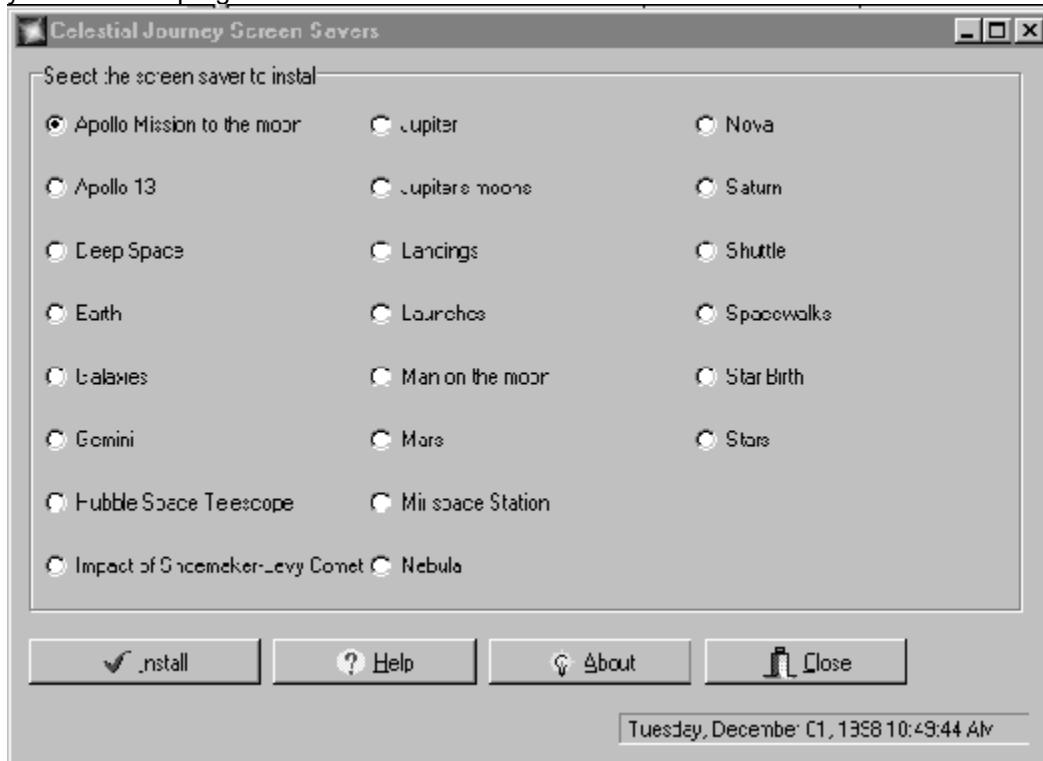 Celestial Journey Screen Savers
Select the screen saver to install
Apollo Mission to the moon
Jupiter
Nova
Apollo 13
Jupiters moons
Saturn
Deep Space
Landings
Shuttle
Earth
Launches
Spacewalks
Galaxies
Man on the moon
Star Birth
Gemini
Mars
Stars
Hubble Space Telescope
Mir space Station
Impact of Shoemaker-Levy Comet
Nebula
Install
? Help
About
Close
Tuesday, December 01, 1998 10:49:44 AM